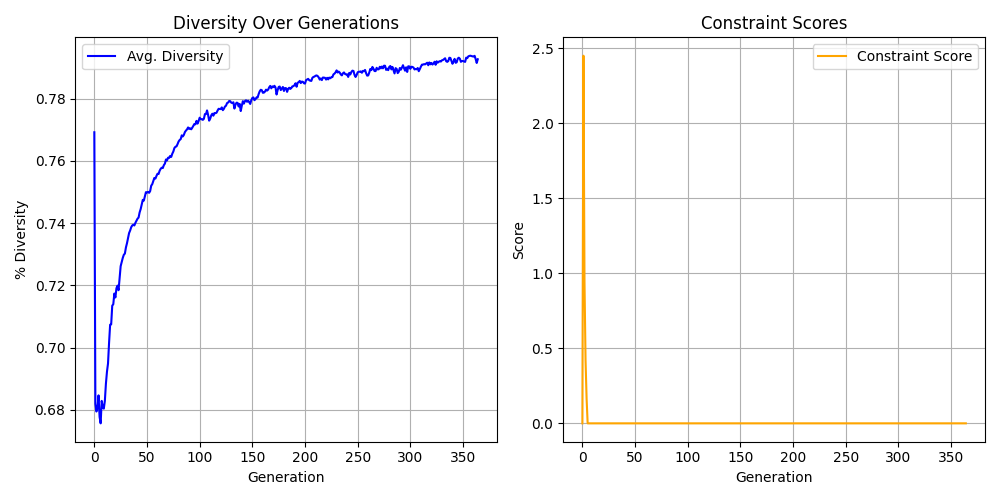 Diversity Over Generations
Avg. Diversity
0.78
0.76
0.74
0.72
0.70
0.68
% Diversity
0 50 100 150 200 250 300 350
Generation
Constraint Scores
Constraint Score
2.5
2.0
1.5
1.0
0.5
0.0
Score
0 50 100 150 200 250 300 350
Generation